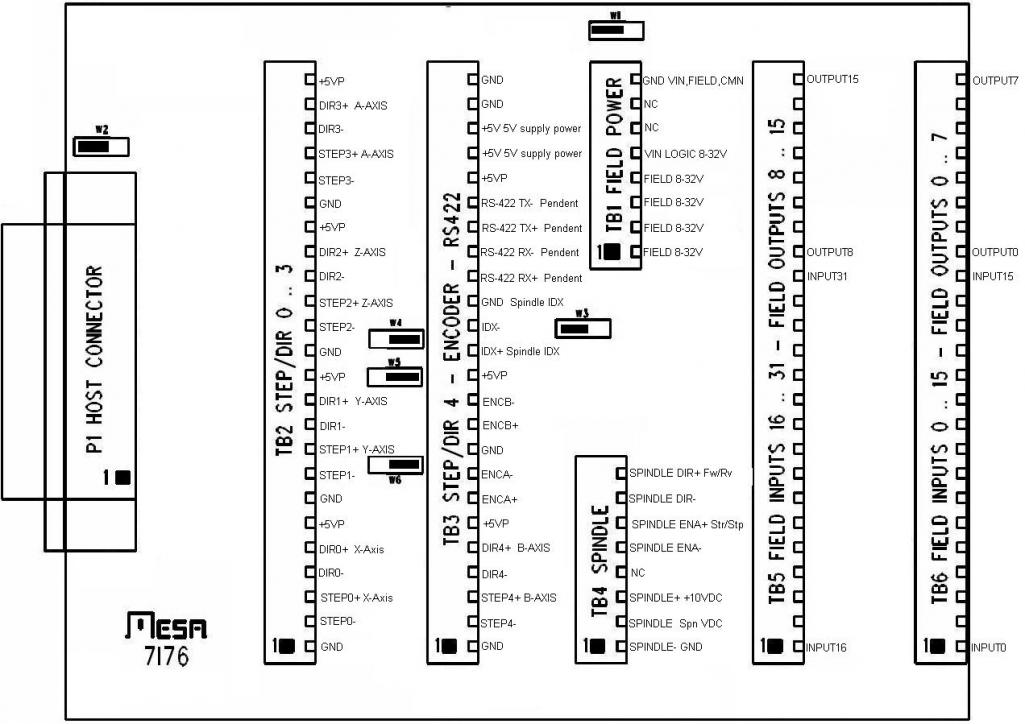 W1
W2
P1 HOST CONNECTOR
1
MESA
7176
TB2 STEP/DIR 0 .. 3
+5VP
DIR3+ A-AXIS
DIR3-
STEP3+ A-AXIS
STEP3-
GND
+5VP
DIR2+ Z-AXIS
DIR2-
STEP2+ Z-AXIS
STEP2-
GND
+5VP
DIR1+ Y-AXIS
DIR1-
STEP1+ Y-AXIS
STEP1-
GND
+5VP
DIR0+ X-Axis
DIR0-
STEP0+ X-Axis
STEP0-
GND
1
W4
W5
W6
TB3 STEP/DIR 4 - ENCODER - RS422
GND
GND
+5V 5V supply power
+5V 5V supply power
+5VP
RS-422 TX- Pendent
RS-422 TX+ Pendent
RS-422 RX- Pendent
RS-422 RX+ Pendent
GND Spindle IDX
IDX-
IDX+ Spindle IDX
+5VP
ENCB-
ENCB+
GND
ENCA-
ENCA+
+5VP
DIR4+ B-AXIS
DIR4-
STEP4+ B-AXIS
STEP4-
GND
1
TB1 FIELD POWER
GND VIN,FIELD,CMN
NC
NC
VIN LOGIC 8-32V
FIELD 8-32V
FIELD 8-32V
FIELD 8-32V
FIELD 8-32V
1
W3
TB4 SPINDLE
SPINDLE DIR+ Fw/Rv
SPINDLE DIR-
SPINDLE ENA+ Str/Stp
SPINDLE ENA-
NC
SPINDLE+ +10VDC
SPINDLE Spn VDC
SPINDLE- GND
1
TB5 FIELD INPUTS 16 .. 31 - FIELD OUTPUTS 8 .. 15
OUTPUT15
OUTPUT8
INPUT31
INPUT16
1
TB6 FIELD INPUTS 0 .. 15 - FIELD OUTPUTS 0 .. 7
OUTPUT7
OUTPUT0
INPUT15
INPUT0
1